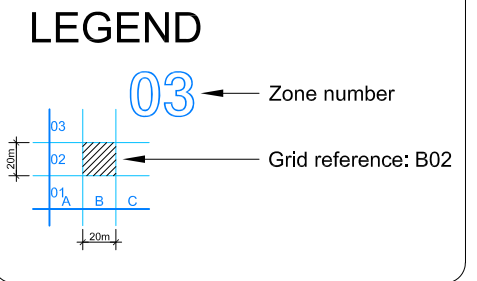 LEGEND
03
Zone number
03
20m
02
Grid reference: B02
01
A B C
20m